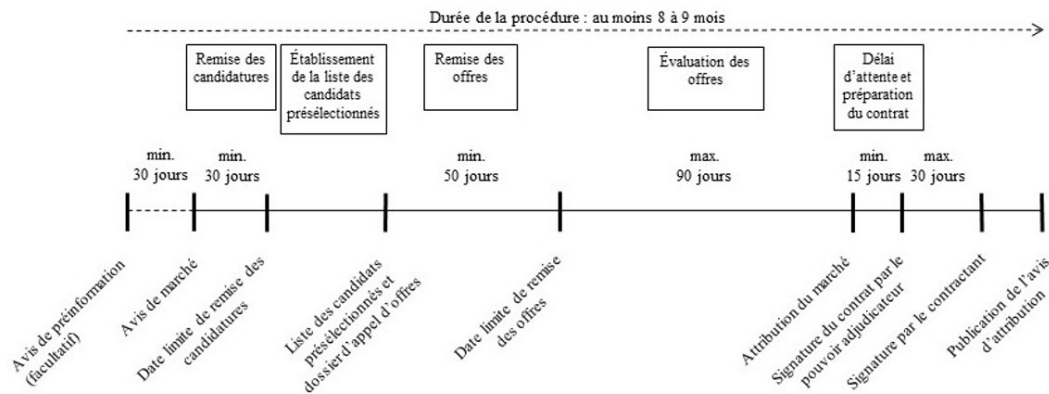 Durée de la procédure : au moins 8 à 9 mois
Remise des
candidatures
Établissement
de la liste des
candidats
présélectionnés
Remise des
offres
Évaluation des
offres
Délai
d'attente et
préparation
du contrat
min.
30 jours
min.
30 jours
min.
50 jours
max.
90 jours
min.
15 jours
max.
30 jours
Avis de préinformation
(facultatif)
Avis de marché
Date limite de remise des
candidatures
Liste des candidats
présélectionnés et
dossier d'appel d'offres
Date limite de remise
des offres
Attribution du marché
Signature du contrat par le
pouvoir adjudicateur
Signature par le contractant
Publication de l'avis
d'attribution